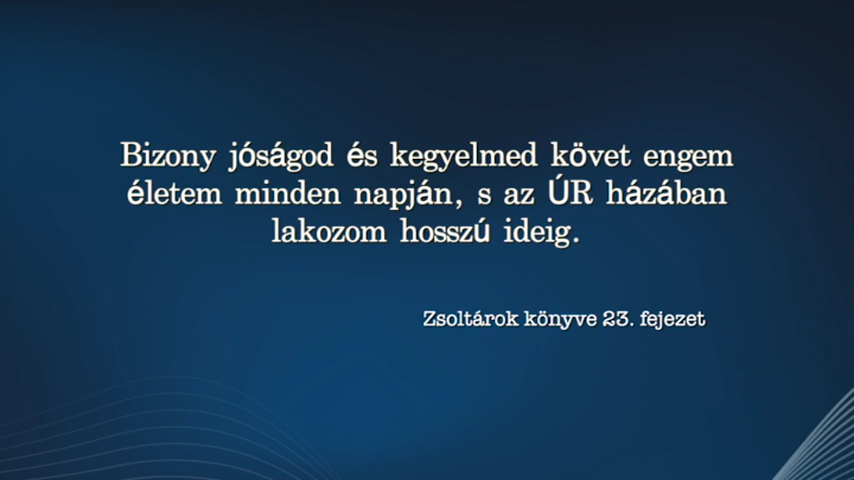 Bizony jóságod és kegyelmed követ engem
életem minden napján, s az ÚR házában
lakozom hosszú ideig.
Zsoltárok könyve 23. fejezet